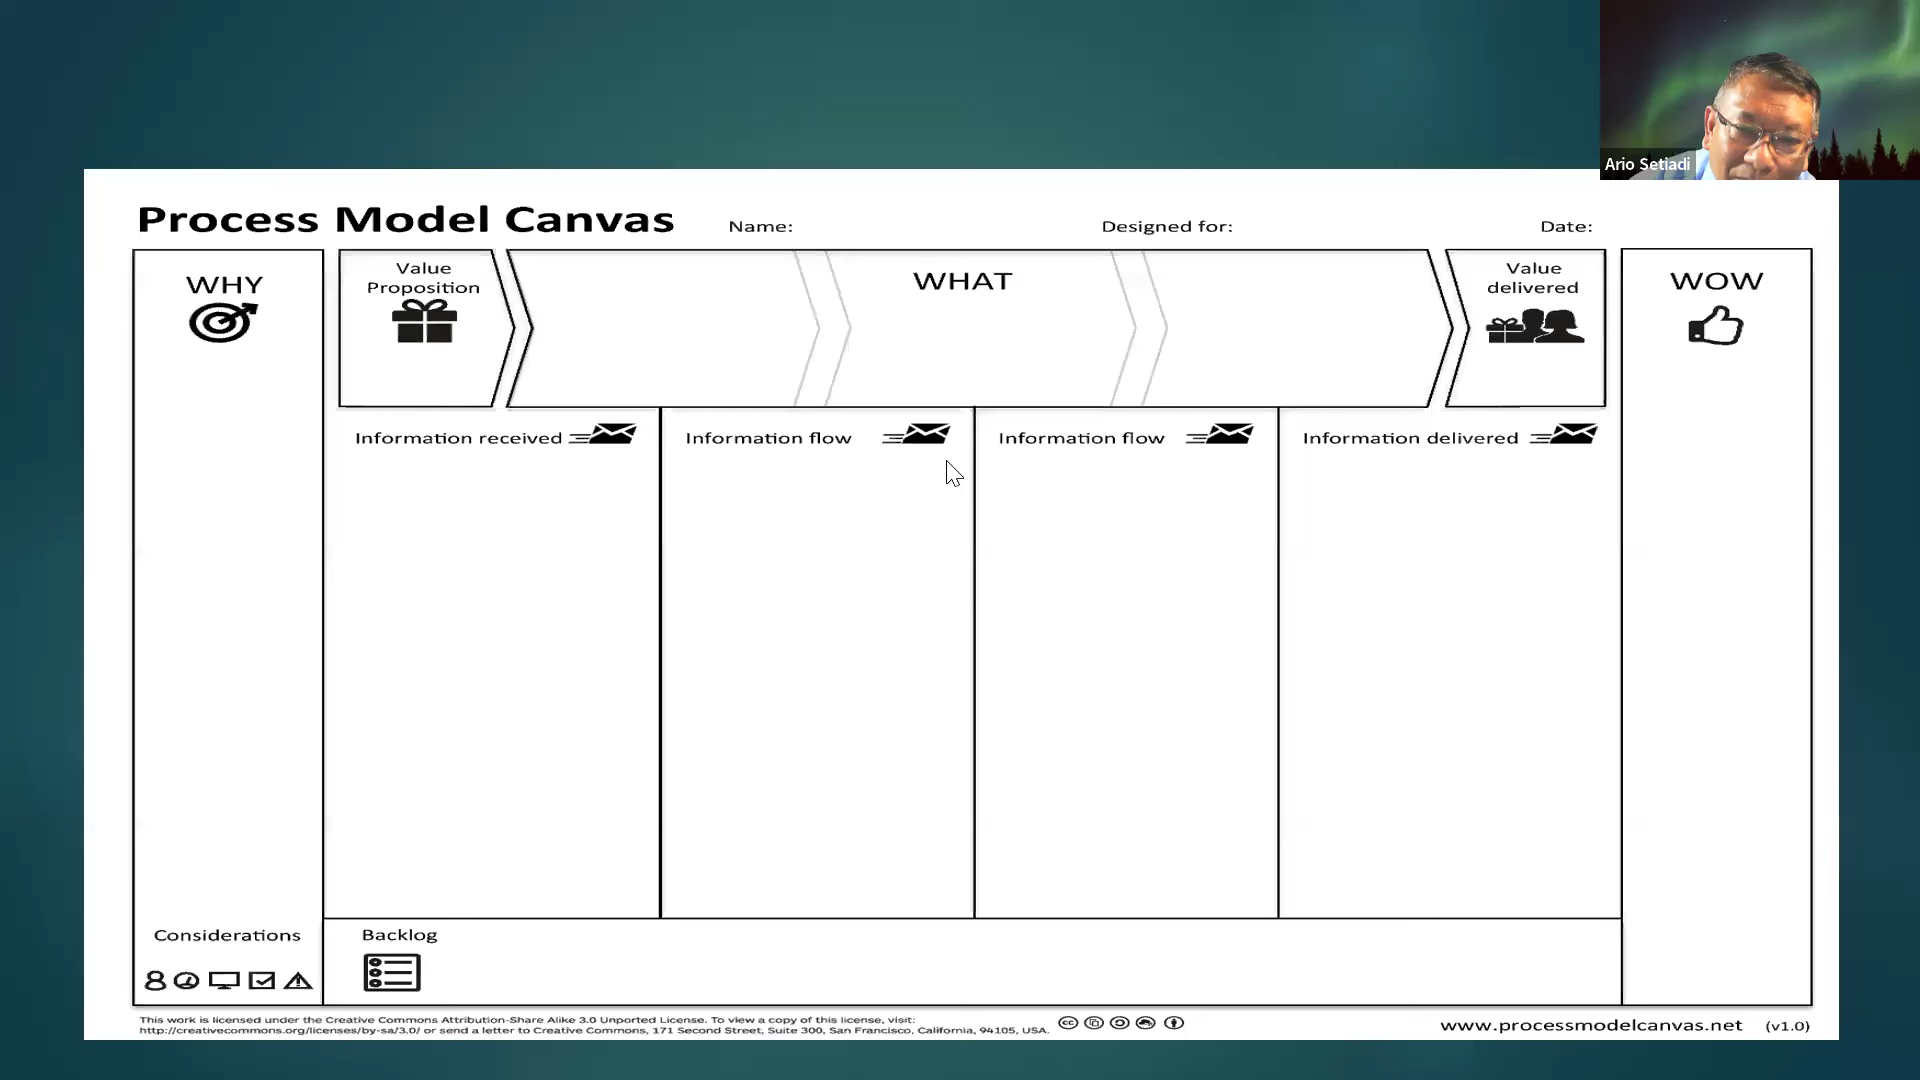 Ario Setiadi
Process Model Canvas
Name:
Designed for:
Date:
WHY
Value
Proposition
WHAT
Value
delivered
WOW
Information received
Information flow
Information flow
Information delivered
Considerations
Backlog
This work is licensed under the Creative Commons Attribution-Share Alike 3.0 Unported License. To view a copy of this license, visit:
http://creativecommons.org/licenses/by-sa/3.0/ or send a letter to Creative Commons, 171 Second Street, Suite 300, San Francisco, California, 94105, USA.
www.processmodelcanvas.net (v1.0)